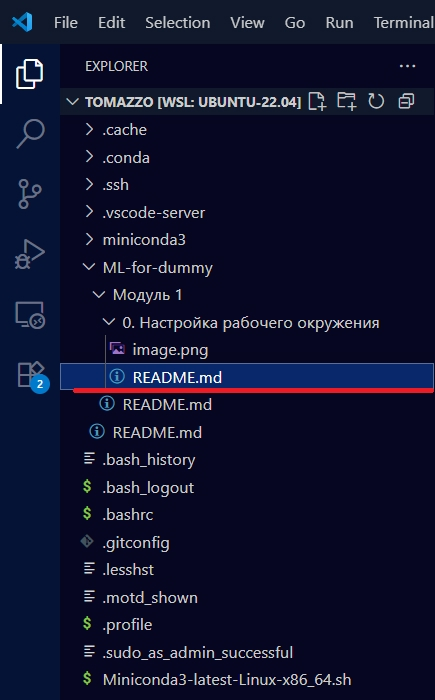 File Edit Selection View Go Run Terminal
EXPLORER
TOMAZZO [WSL: UBUNTU-22.04]
.cache
.conda
.ssh
.vscode-server
miniconda3
ML-for-dummy
Модуль 1
0. Настройка рабочего окружения
image.png
README.md
README.md
README.md
.bash_history
.bash_logout
.bashrc
.gitconfig
.lesshst
.motd_shown
.profile
.sudo_as_admin_successful
Miniconda3-latest-Linux-x86_64.sh
2